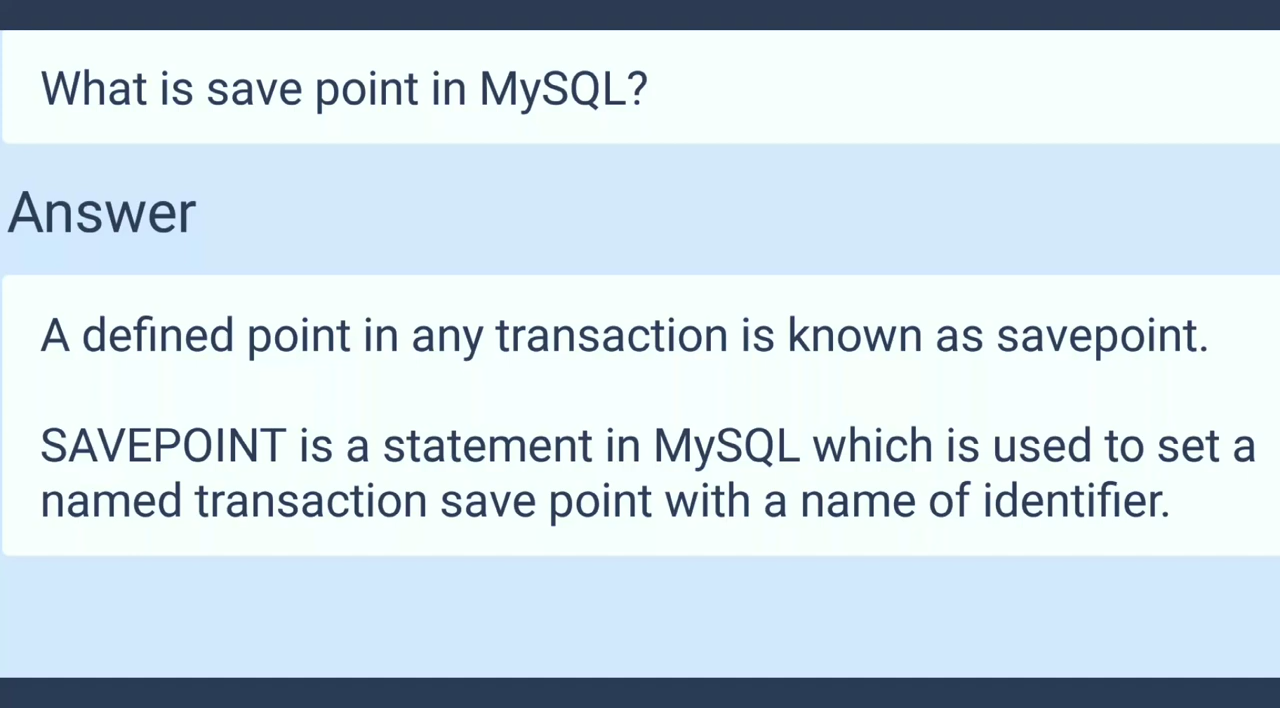 What is save point in MySQL?
Answer
A defined point in any transaction is known as savepoint.
SAVEPOINT is a statement in MySQL which is used to set a
named transaction save point with a name of identifier.